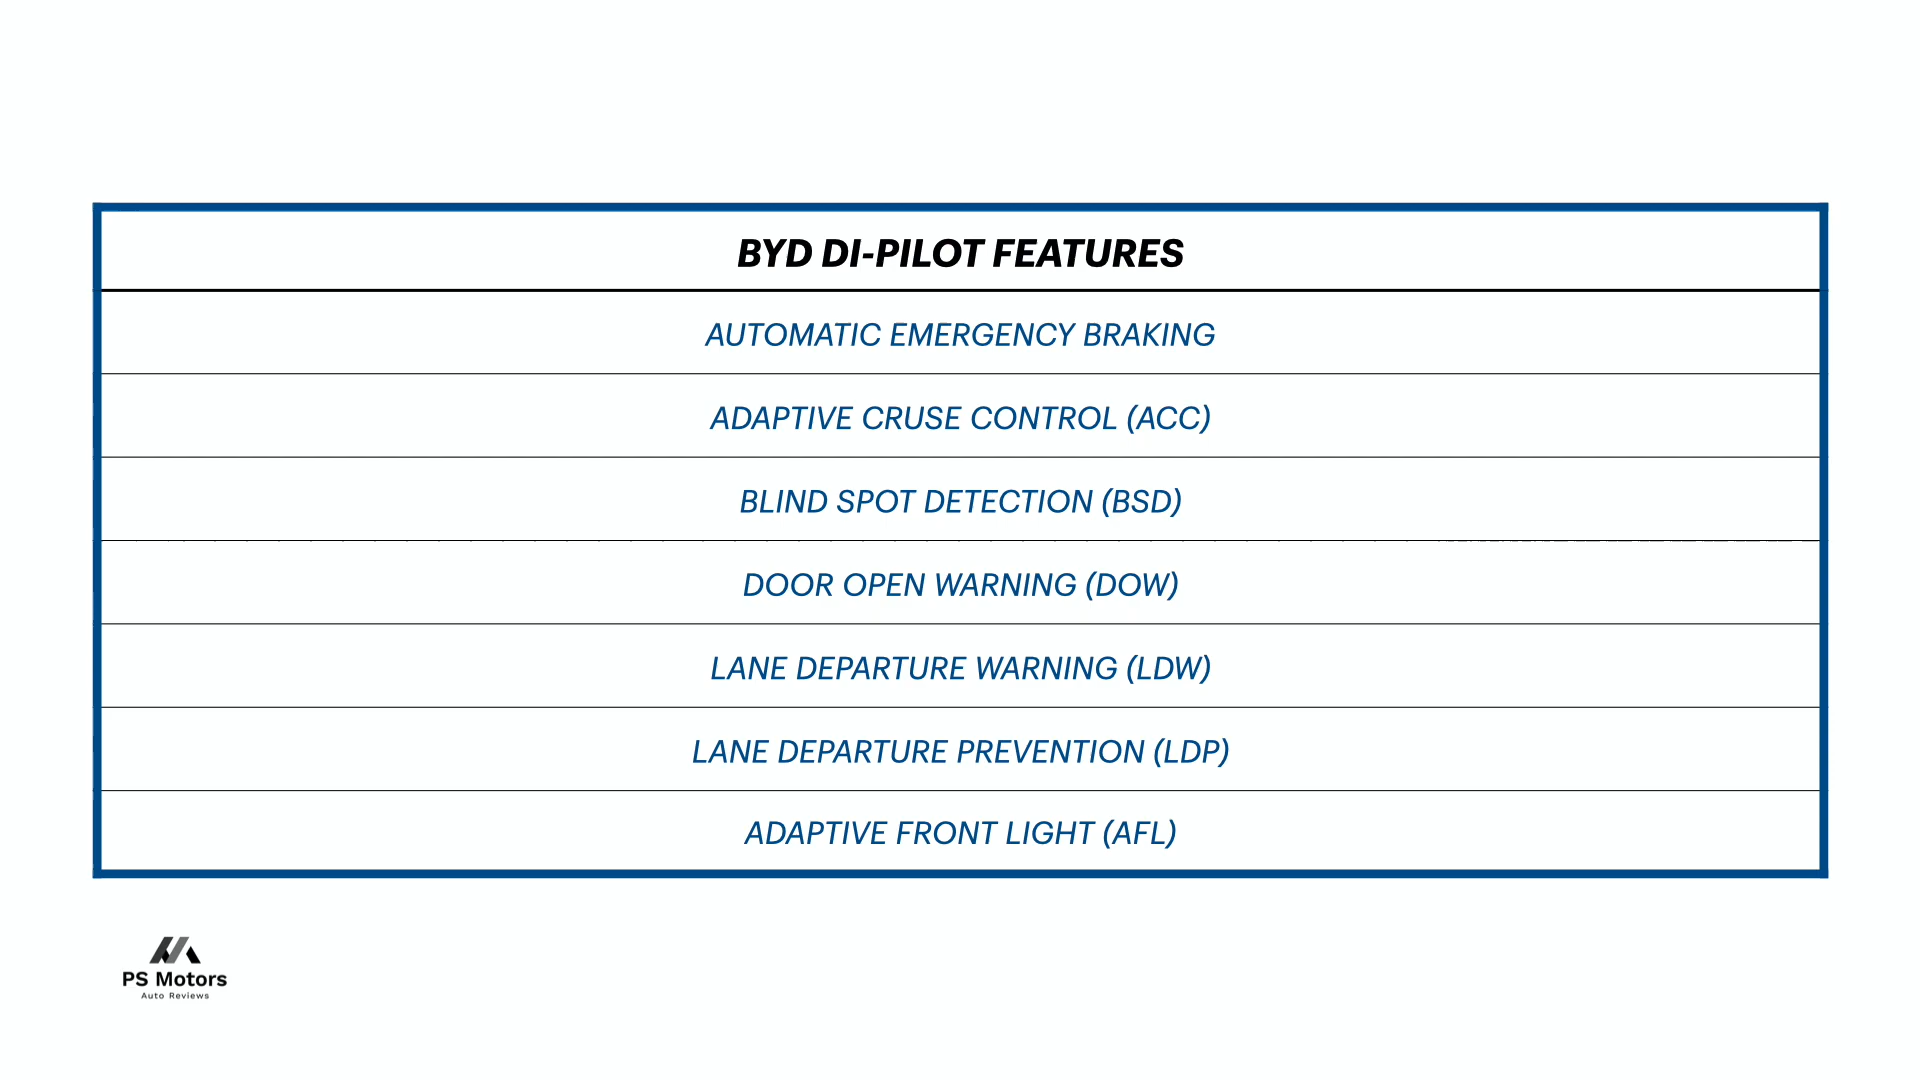 BYD DI-PILOT FEATURES
AUTOMATIC EMERGENCY BRAKING
ADAPTIVE CRUSE CONTROL (ACC)
BLIND SPOT DETECTION (BSD)
DOOR OPEN WARNING (DOW)
LANE DEPARTURE WARNING (LDW)
LANE DEPARTURE PREVENTION (LDP)
ADAPTIVE FRONT LIGHT (AFL)
PS Motors
Auto Reviews